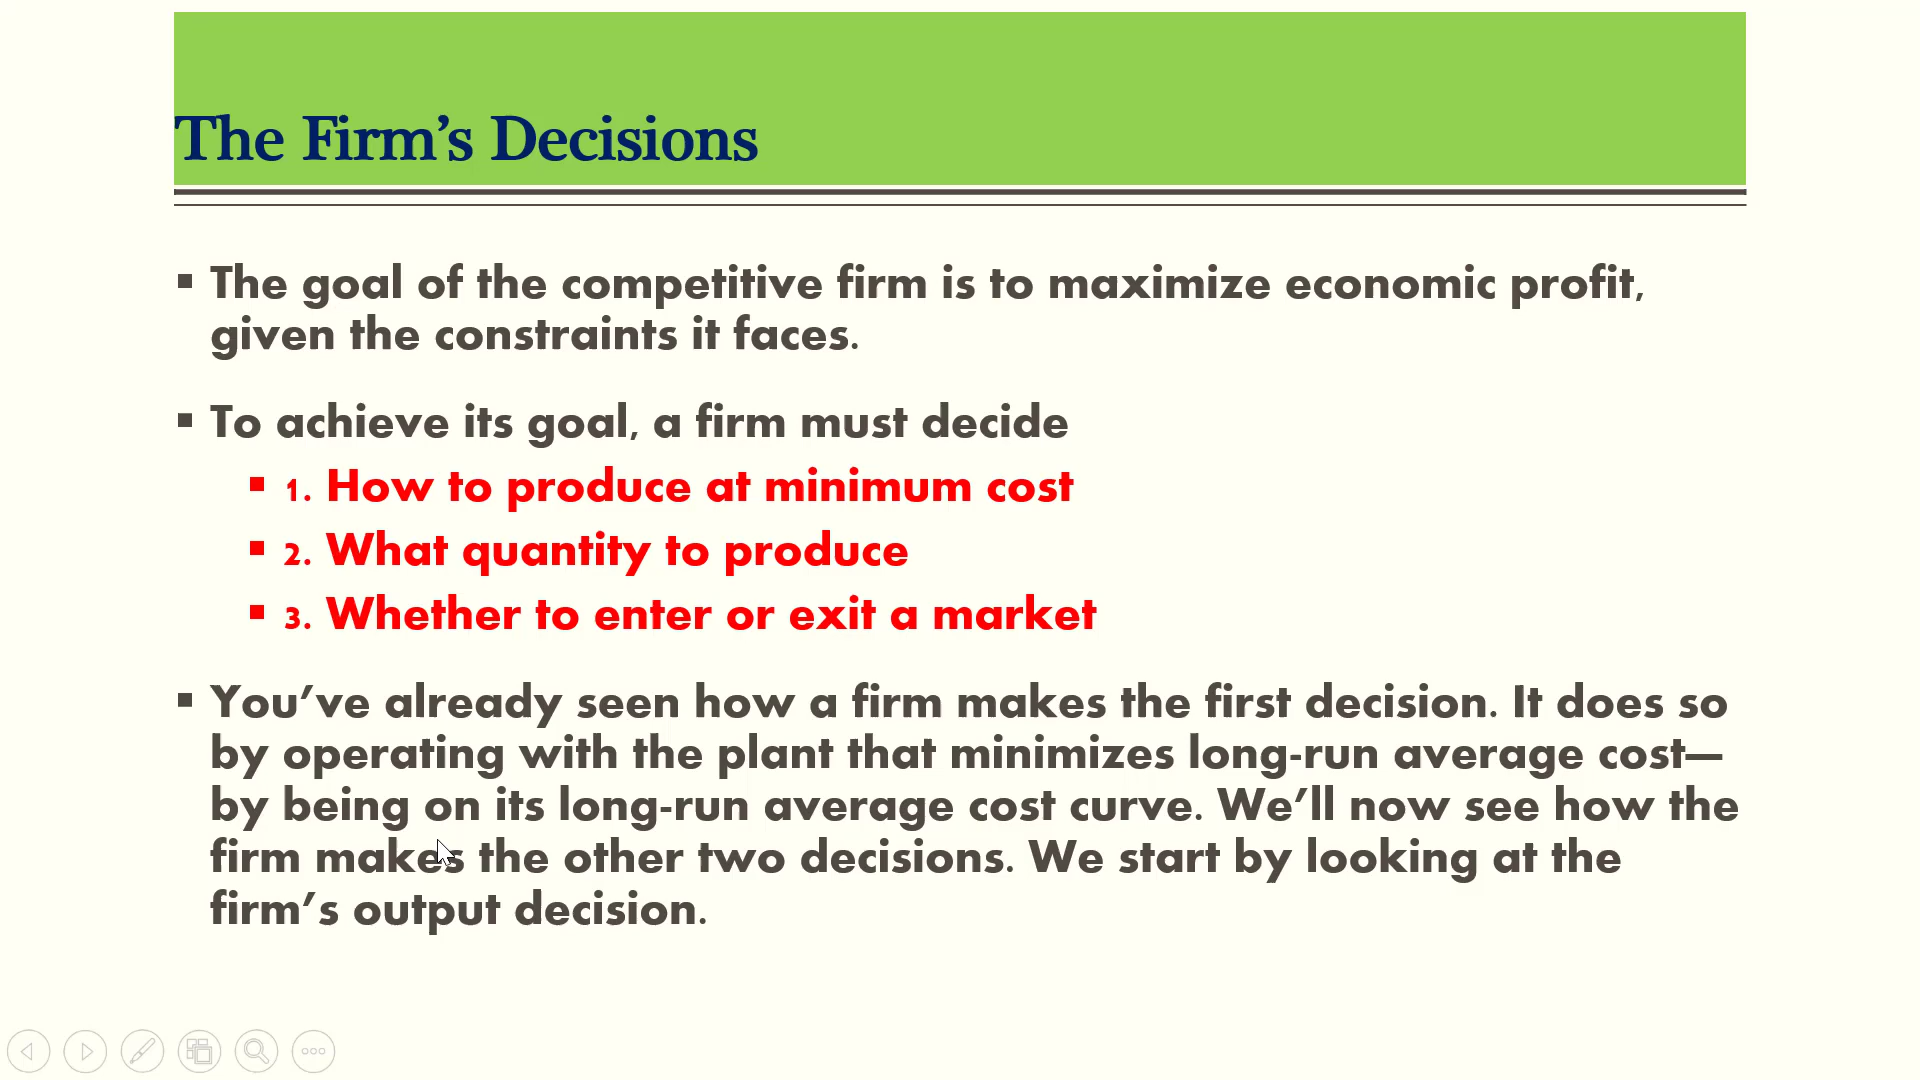 The Firm’s Decisions
The goal of the competitive firm is to maximize economic profit,
given the constraints it faces.
To achieve its goal, a firm must decide
1. How to produce at minimum cost
2. What quantity to produce
3. Whether to enter or exit a market
You’ve already seen how a firm makes the first decision. It does so
by operating with the plant that minimizes long-run average cost—
by being on its long-run average cost curve. We’ll now see how the
firm makes the other two decisions. We start by looking at the
firm’s output decision.